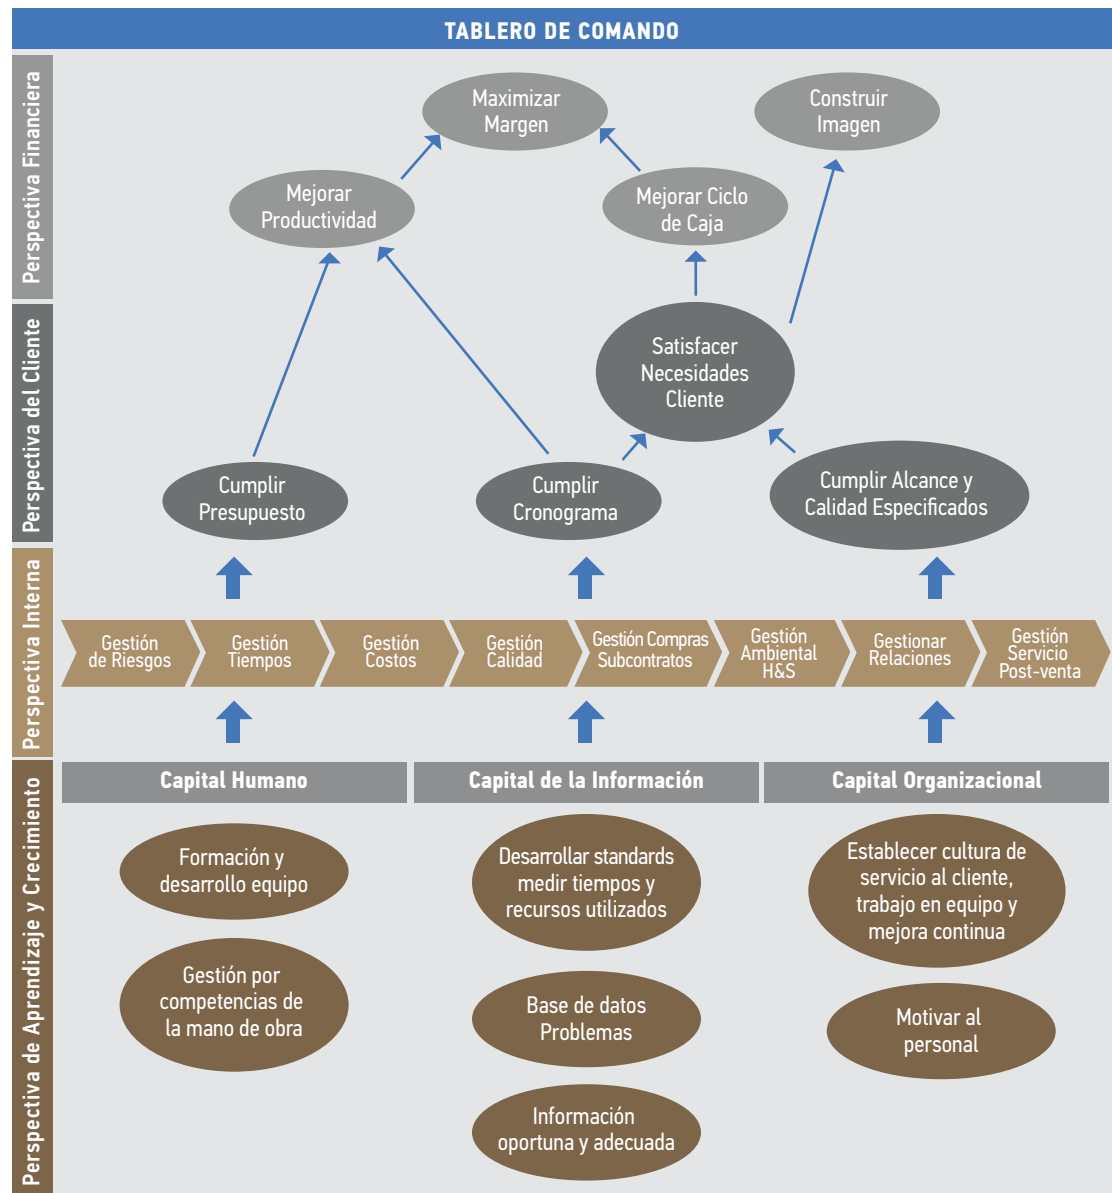 TABLERO DE COMANDO
Perspectiva Financiera
Maximizar
Margen
Construir
Imagen
Mejorar
Productividad
Mejorar Ciclo
de Caja
Perspectiva del Cliente
Satisfacer
Necesidades
Cliente
Cumplir
Presupuesto
Cumplir
Cronograma
Cumplir Alcance y
Calidad Especificados
Perspectiva Interna
Gestión
de Riesgos
Gestión
Tiempos
Gestión
Costos
Gestión
Calidad
Gestión Compras
Subcontratos
Gestión
Ambiental
H&S
Gestionar
Relaciones
Gestión
Servicio
Post-venta
Perspectiva de Aprendizaje y Crecimiento
Capital Humano
Formación y
desarrollo equipo
Gestión por
competencias de
la mano de obra
Capital de la Información
Desarrollar standards
medir tiempos y
recursos utilizados
Base de datos
Problemas
Información
oportuna y adecuada
Capital Organizacional
Establecer cultura de
servicio al cliente,
trabajo en equipo y
mejora continua
Motivar al
personal